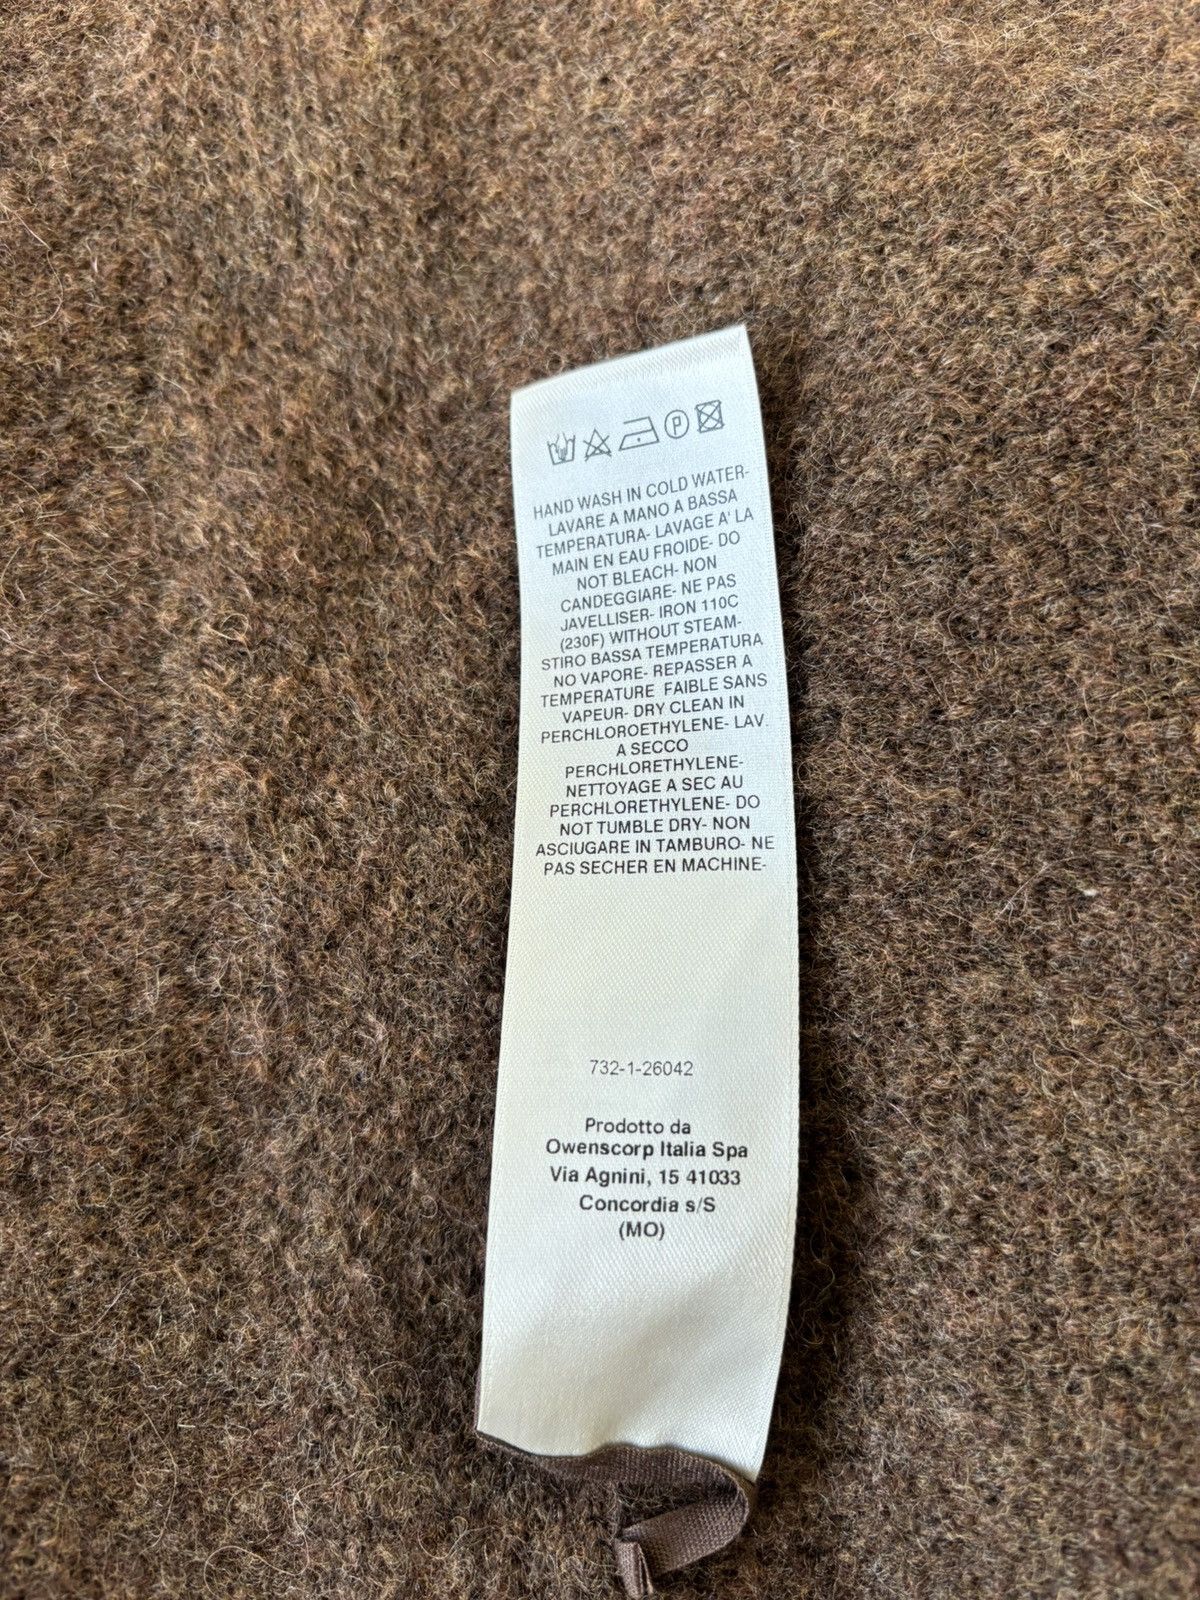 P
HAND WASH IN COLD WATER-
LAVARE A MANO A BASSA
TEMPERATURA- LAVAGE A' LA
MAIN EN EAU FROIDE- DO
NOT BLEACH- NON
CANDEGGIARE- NE PAS
JAVELLISER- IRON 110C
(230F) WITHOUT STEAM-
STIRO BASSA TEMPERATURA
NO VAPORE- REPASSER A
TEMPERATURE FAIBLE SANS
VAPEUR- DRY CLEAN IN
PERCHLOROETHYLENE- LAV.
A SECCO
PERCHLORETHYLENE-
NETTOYAGE A SEC AU
PERCHLORETHYLENE- DO
NOT TUMBLE DRY- NON
ASCIUGARE IN TAMBURO- NE
PAS SECHER EN MACHINE-
732-1-26042
Prodotto da
Owenscorp Italia Spa
Via Agnini, 15 41033
Concordia s/S
(MO)